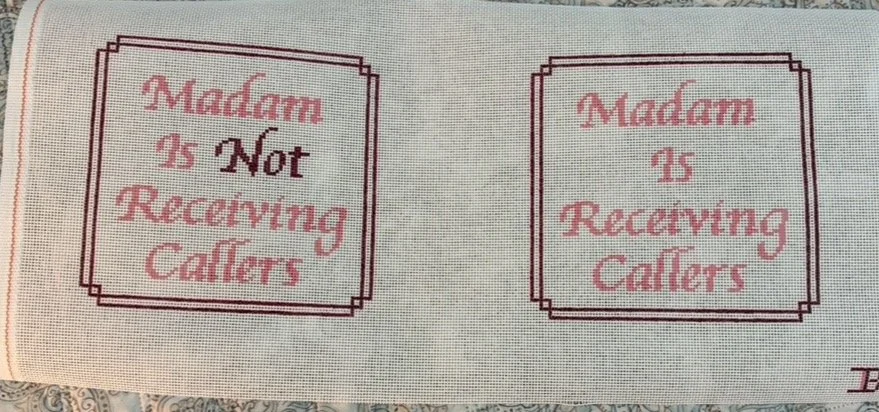 Madam
Is Not
Receiving
Callers
Madam
Is
Receiving
Callers